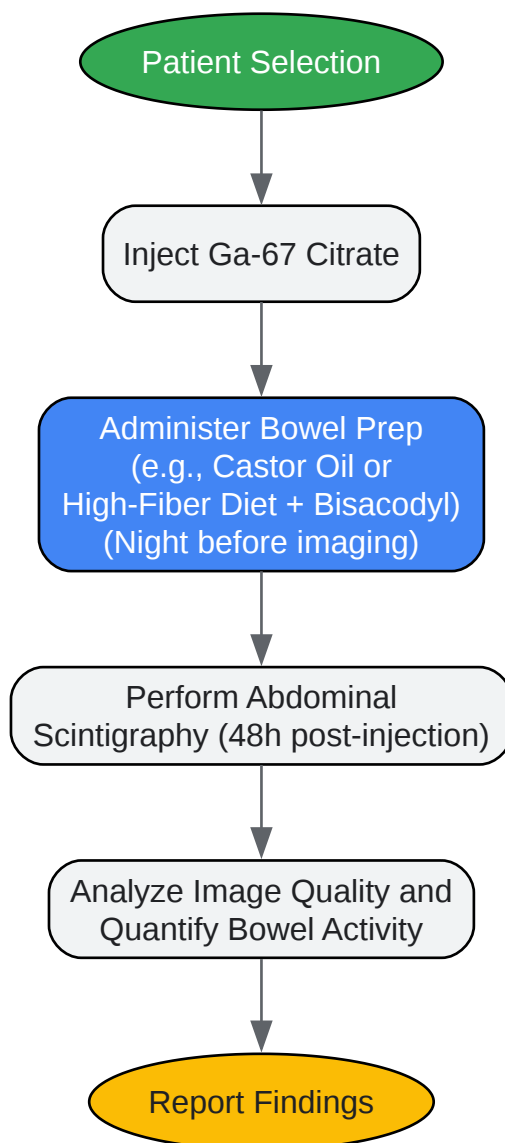 Patient Selection
Inject Ga-67 Citrate
Administer Bowel Prep
(e.g., Castor Oil or
High-Fiber Diet + Bisacodyl)
(Night before imaging)
Perform Abdominal
Scintigraphy (48h post-injection)
Analyze Image Quality and
Quantify Bowel Activity
Report Findings